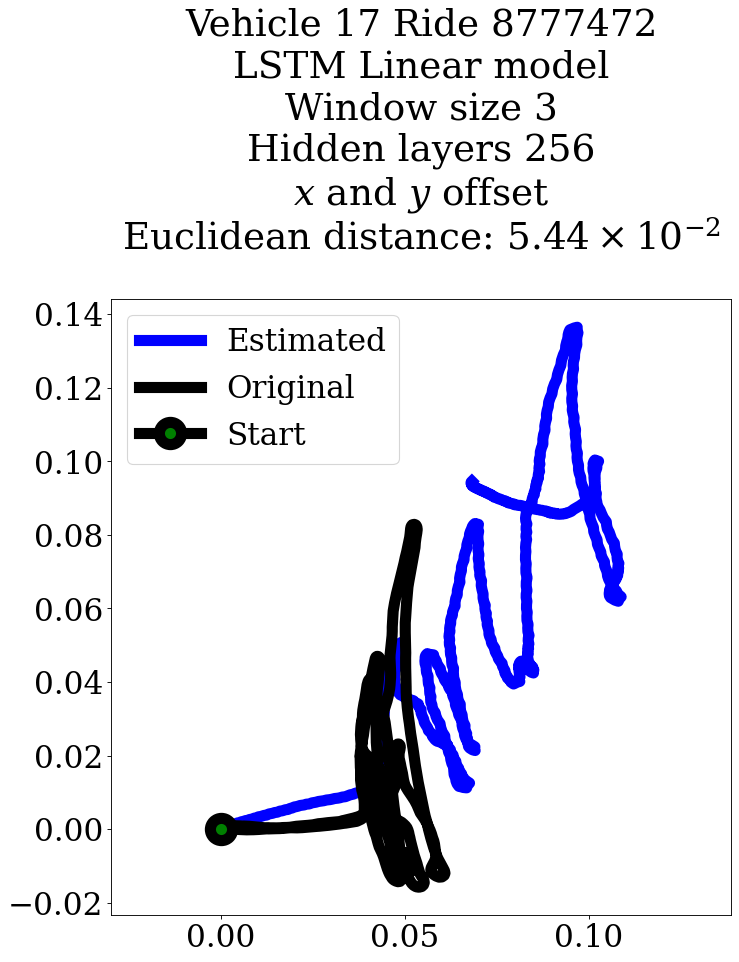 Vehicle 17 Ride 8777472
LSTM Linear model
Window size 3
Hidden layers 256
x and y offset
Euclidean distance: 5.44 × 10⁻²
0.14
0.12
0.10
0.08
0.06
0.04
0.02
0.00
−0.02
Estimated
Original
Start
0.00 0.05 0.10